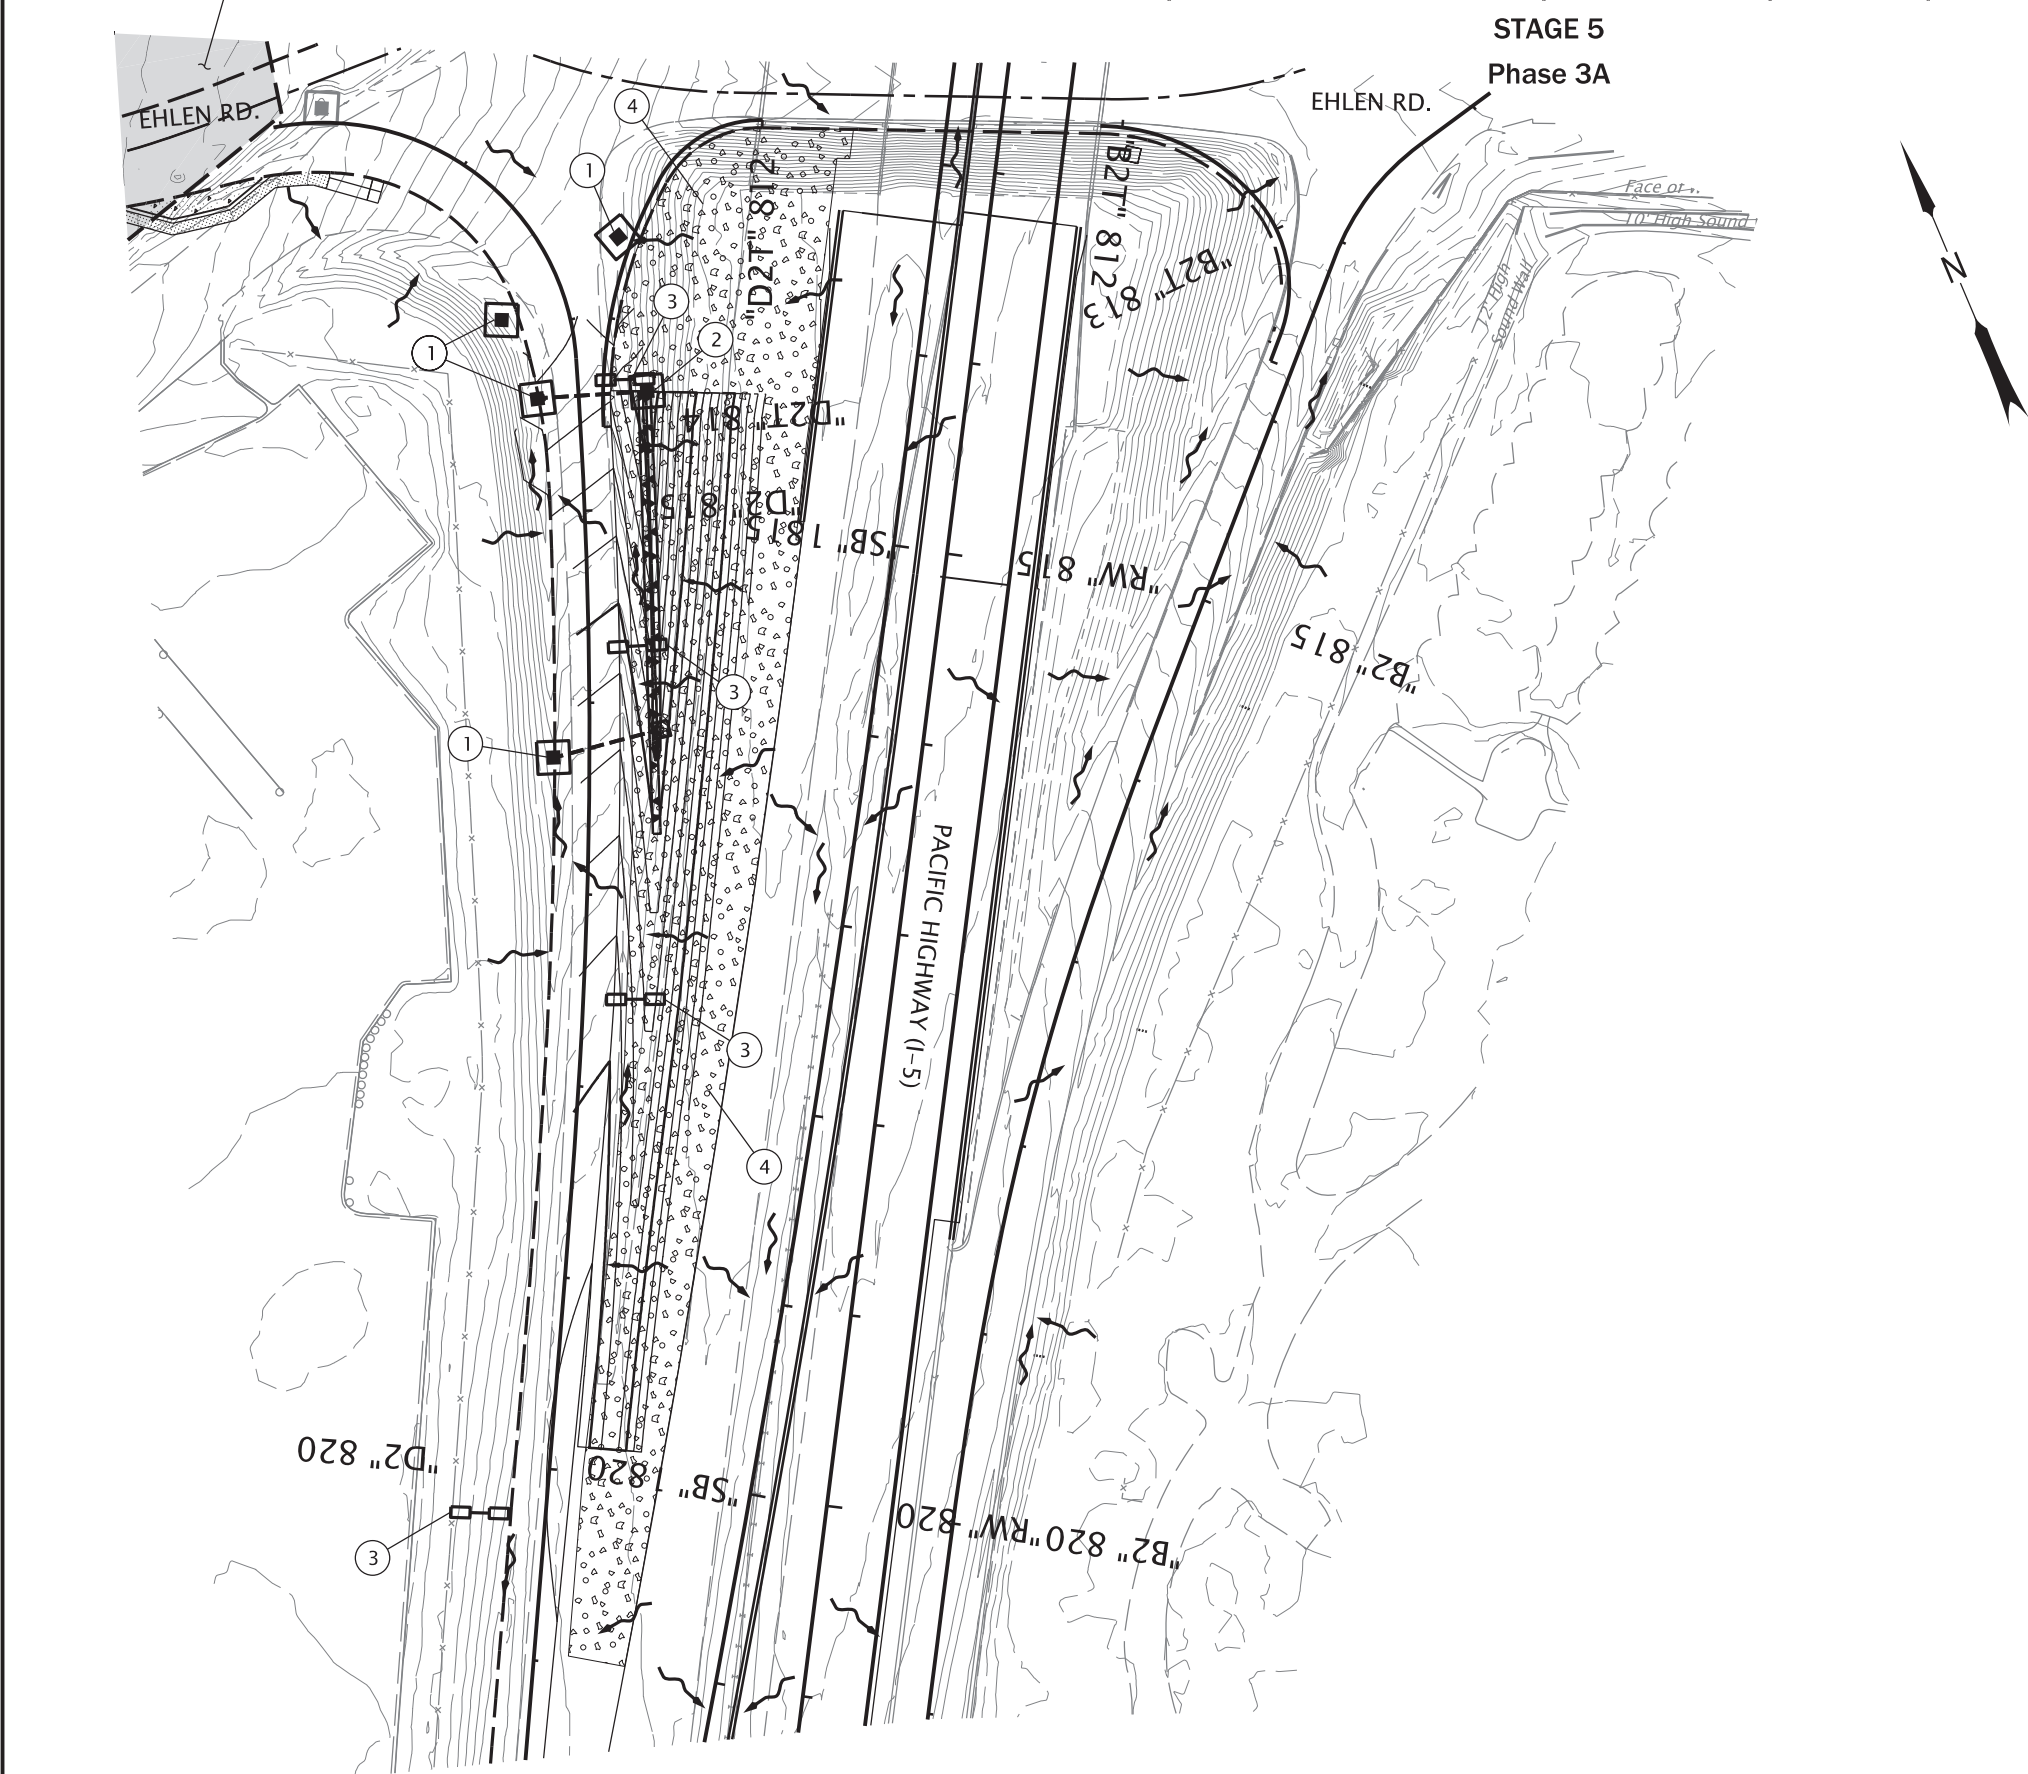 STAGE 5
Phase 3A
EHLEN RD.
EHLEN RD.
4
1
"D2T" 812
"B2T" 812
"B2T" 813
Face of
10' High Sound
12' High
Sound Wall
N
3
2
1
"D2T" 814
"D2" 815
"SB" 1815
"RW" 815
"B2" 815
3
1
PACIFIC HIGHWAY (I-5)
3
4
"D2" 820
"SB" 820
"RW" 820
"B2" 820
3